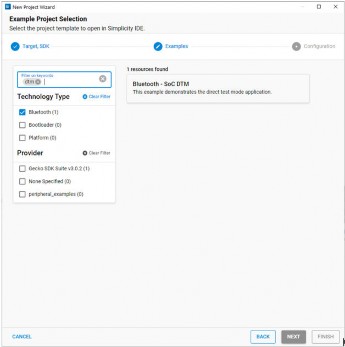 New Project Wizard
Example Project Selection
Select the project template to open in Simplicity IDE.
Target, SDK
Examples
Configuration
Filter on keywords
dtm
Technology Type
Clear Filter
Bluetooth (1)
Bootloader (0)
Platform (0)
Provider
Clear Filter
Gecko SDK Suite v3.0.2 (1)
None Specified (0)
peripheral_examples (0)
1 resources found
Bluetooth - SoC DTM
This example demonstrates the direct test mode application.
CANCEL
BACK
NEXT
FINISH